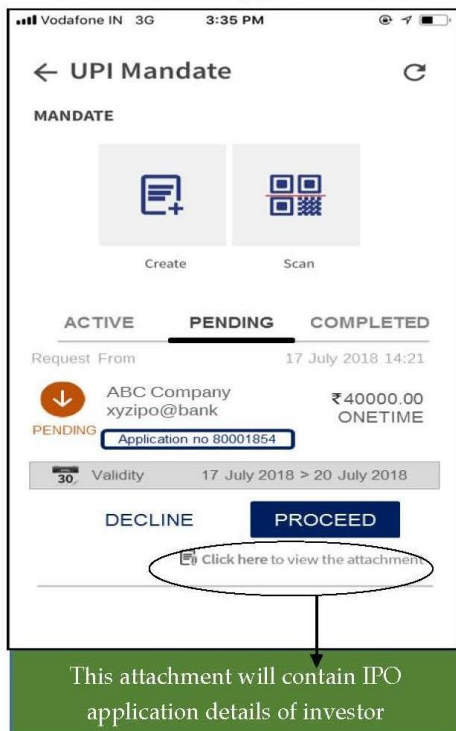 Vodafone IN 3G 3:35 PM
← UPI Mandate
MANDATE
Create Scan
ACTIVE PENDING COMPLETED
Request From 17 July 2018 14:21
ABC Company ₹40000.00
xyzipo@bank ONETIME
PENDING
Application no 80001854
30 Validity 17 July 2018 > 20 July 2018
DECLINE PROCEED
Click here to view the attachment
This attachment will contain IPO
application details of investor